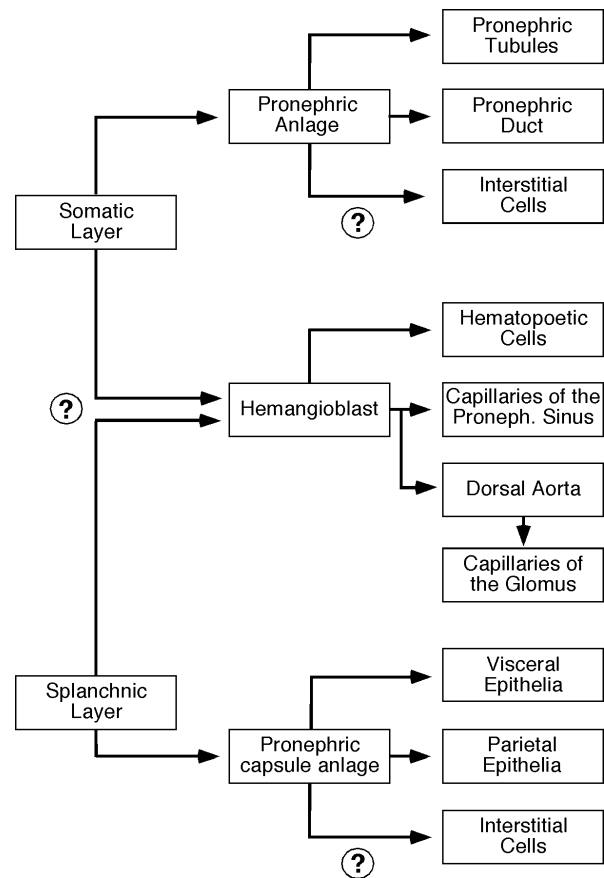 Pronephric
Tubules
Pronephric
Anlage
Pronephric
Duct
Interstitial
Cells
?
Somatic
Layer
Hematopoetic
Cells
?
Hemangioblast
Capillaries of the
Proneph. Sinus
Dorsal Aorta
Capillaries of
the Glomus
Splanchnic
Layer
Visceral
Epithelia
Pronephric
capsule anlage
Parietal
Epithelia
Interstitial
Cells
?